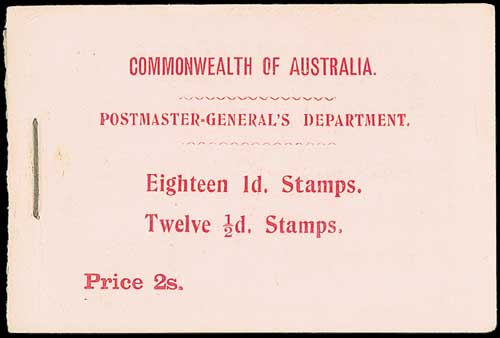 COMMONWEALTH OF AUSTRALIA.
POSTMASTER-GENERAL'S DEPARTMENT.
Eighteen 1d. Stamps.
Twelve ½d. Stamps.
Price 2s.